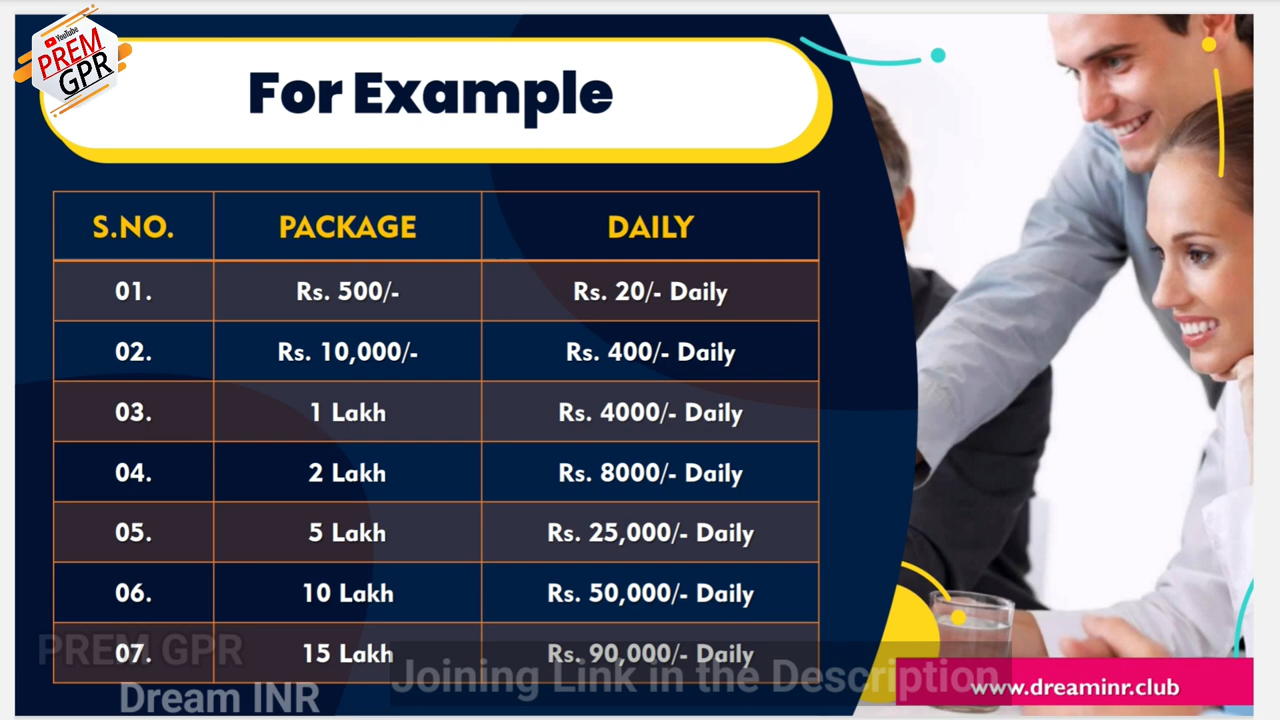 YouTube
PREM
GPR
For Example
S.NO. PACKAGE DAILY
01. Rs. 500/- Rs. 20/- Daily
02. Rs. 10,000/- Rs. 400/- Daily
03. 1 Lakh Rs. 4000/- Daily
04. 2 Lakh Rs. 8000/- Daily
05. 5 Lakh Rs. 25,000/- Daily
06. 10 Lakh Rs. 50,000/- Daily
07. 15 Lakh Rs. 90,000/- Daily
PREM GPR
Joining Link in the Description
www.dreaminr.club
Dream INR